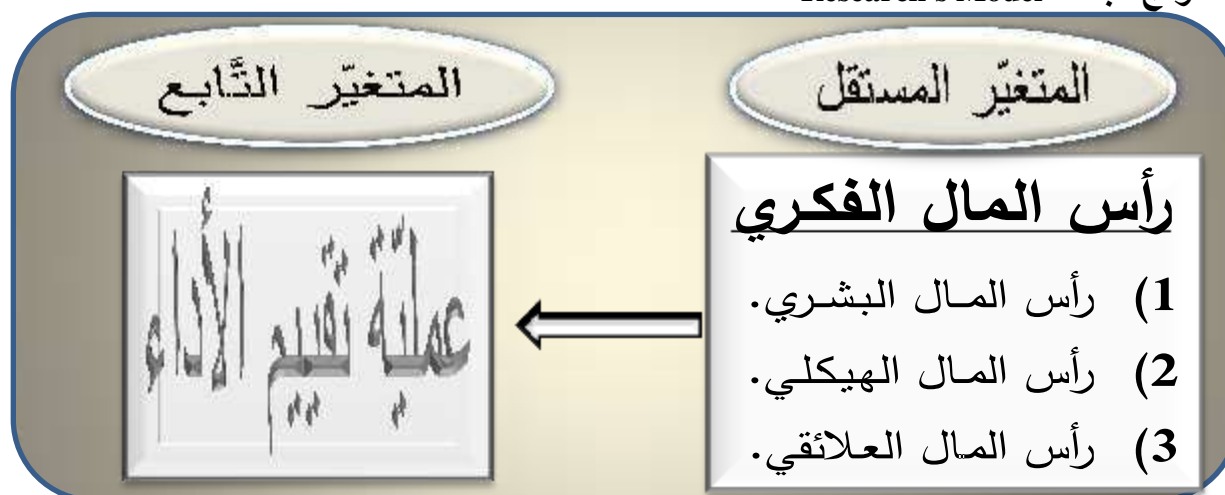 Research's Model
المتغيّر المستقل
المتغيّر التَّابع
رأس المال الفكري
1) رأس المال البشري.
2) رأس المال الهيكلي.
3) رأس المال العلائقي.
عمليّة تقييم الأداء